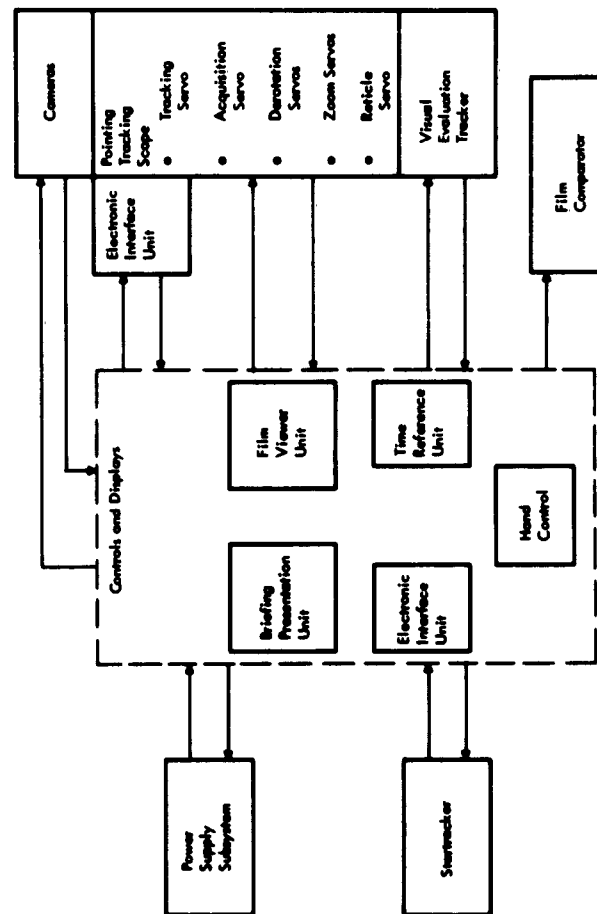 Cameras
Pointing
Tracking
Scope
• Tracking
Servo
• Acquisition
Servo
• Derotation
Servos
• Zoom Servos
• Reticle Servo
Visual
Evaluation
Tracker
Electronic
Interface
Unit
Film
Comparator
Controls and Displays
Film
Viewer
Unit
Time
Reference
Unit
Briefing
Presentation
Unit
Electronic
Interface
Unit
Hand
Control
Power
Supply
Subsystem
Startracker